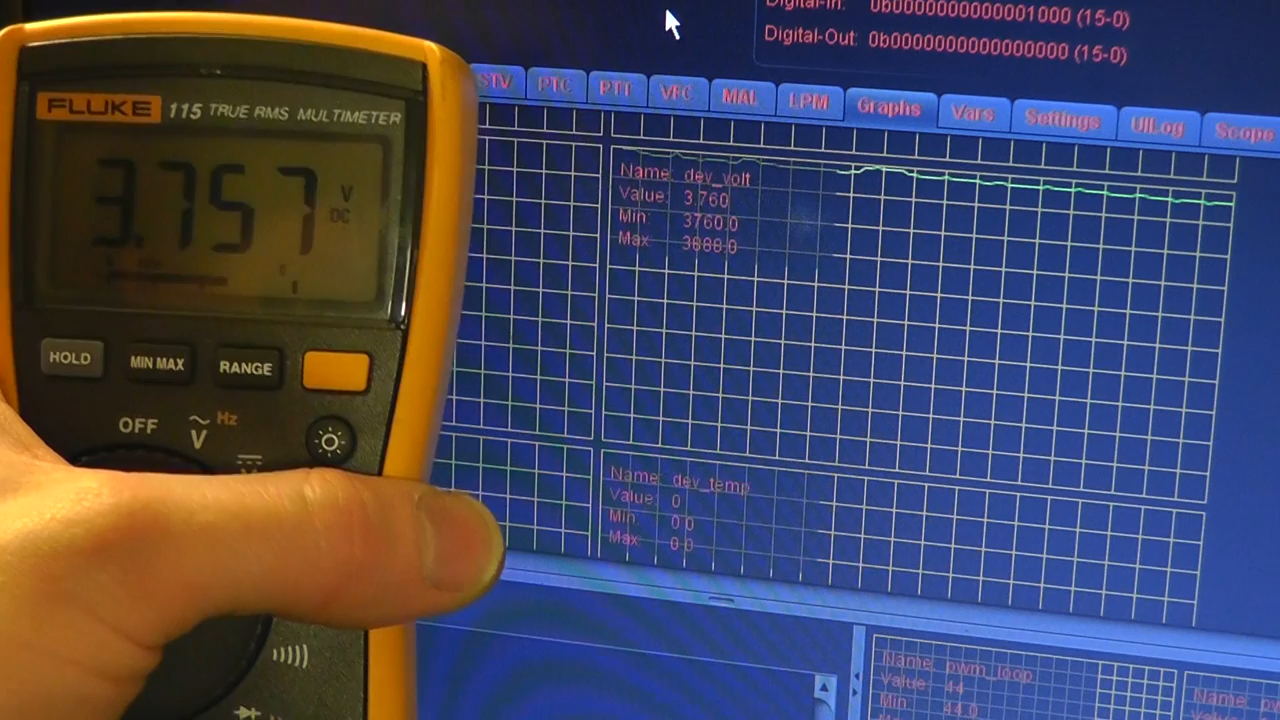 FLUKE 115 TRUE RMS MULTIMETER
3.757 V DC
HOLD MIN MAX RANGE
OFF V Hz
Digital-In: 0b0000000000001000 (15-0)
Digital-Out: 0b0000000000000000 (15-0)
STV PTC PTT VFC MAL LPM Graphs Vars Settings UILog Scope
Name: dev_volt
Value: 3.760
Min: 3760.0
Max 3888.0
Name: dev_temp
Value: 0
Min: 0.0
Max 0.0
Name: pwm_loop
Value: 44
Min: 44.0
Name: